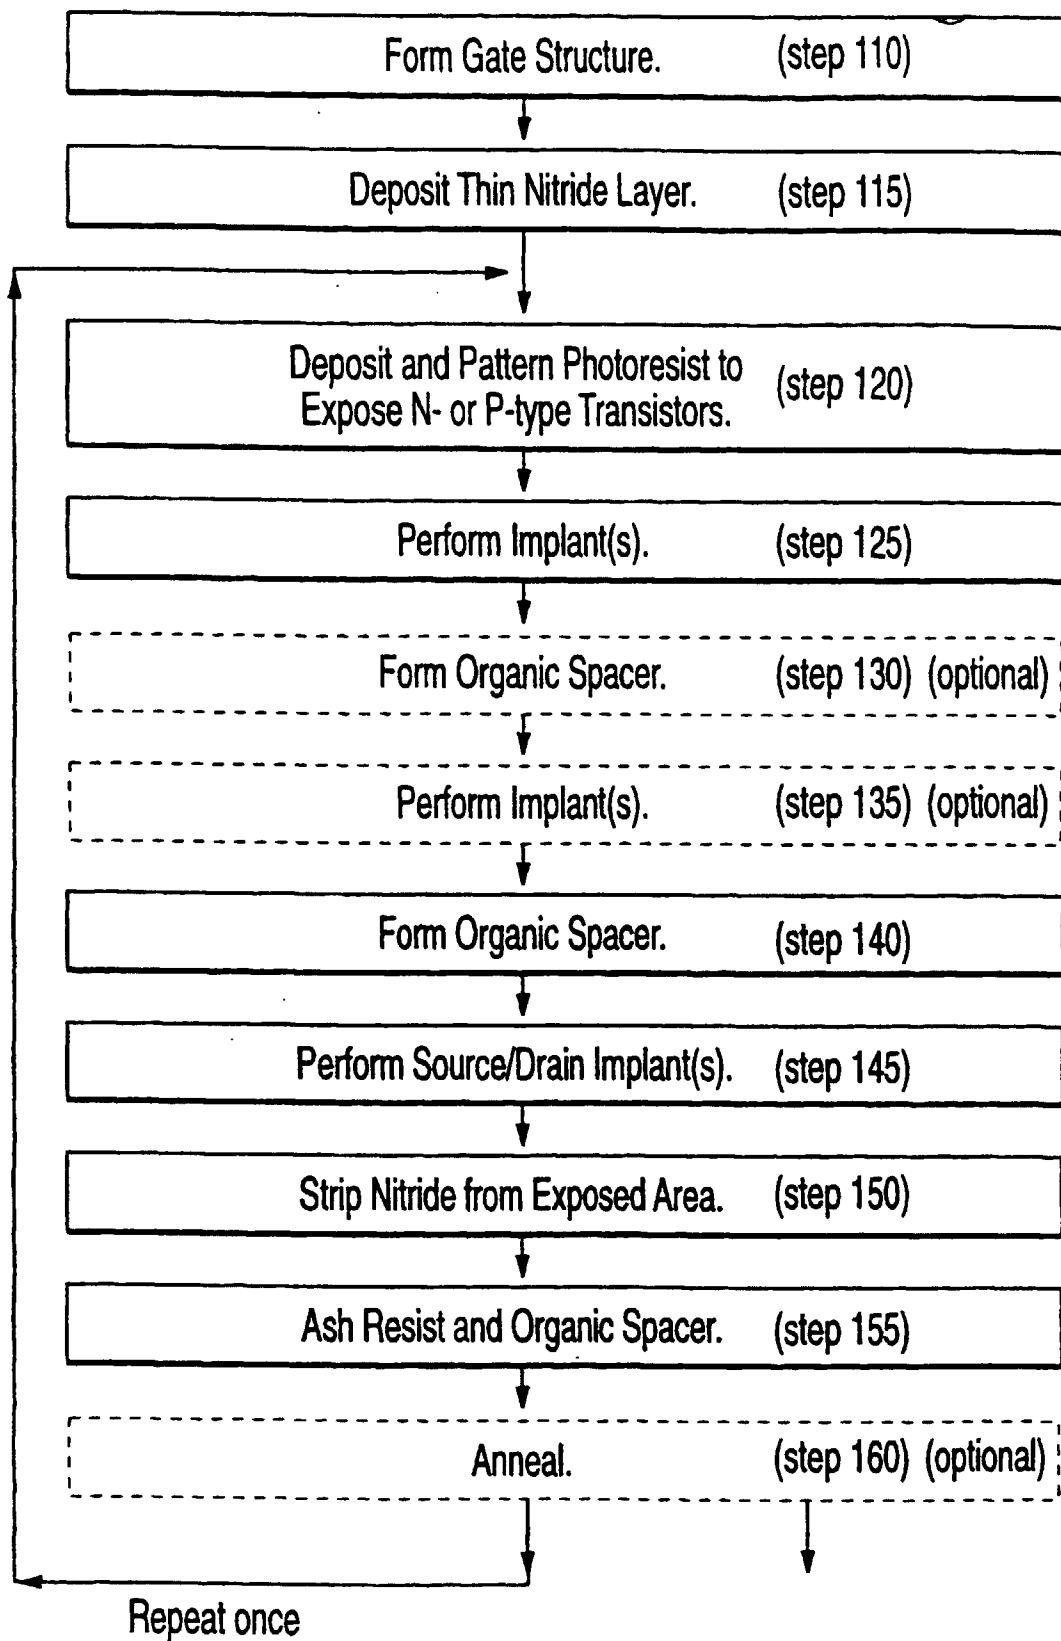 Form Gate Structure. (step 110)
Deposit Thin Nitride Layer. (step 115)
Deposit and Pattern Photoresist to
Expose N- or P-type Transistors. (step 120)
Perform Implant(s). (step 125)
Form Organic Spacer. (step 130) (optional)
Perform Implant(s). (step 135) (optional)
Form Organic Spacer. (step 140)
Perform Source/Drain Implant(s). (step 145)
Strip Nitride from Exposed Area. (step 150)
Ash Resist and Organic Spacer. (step 155)
Anneal. (step 160) (optional)
Repeat once